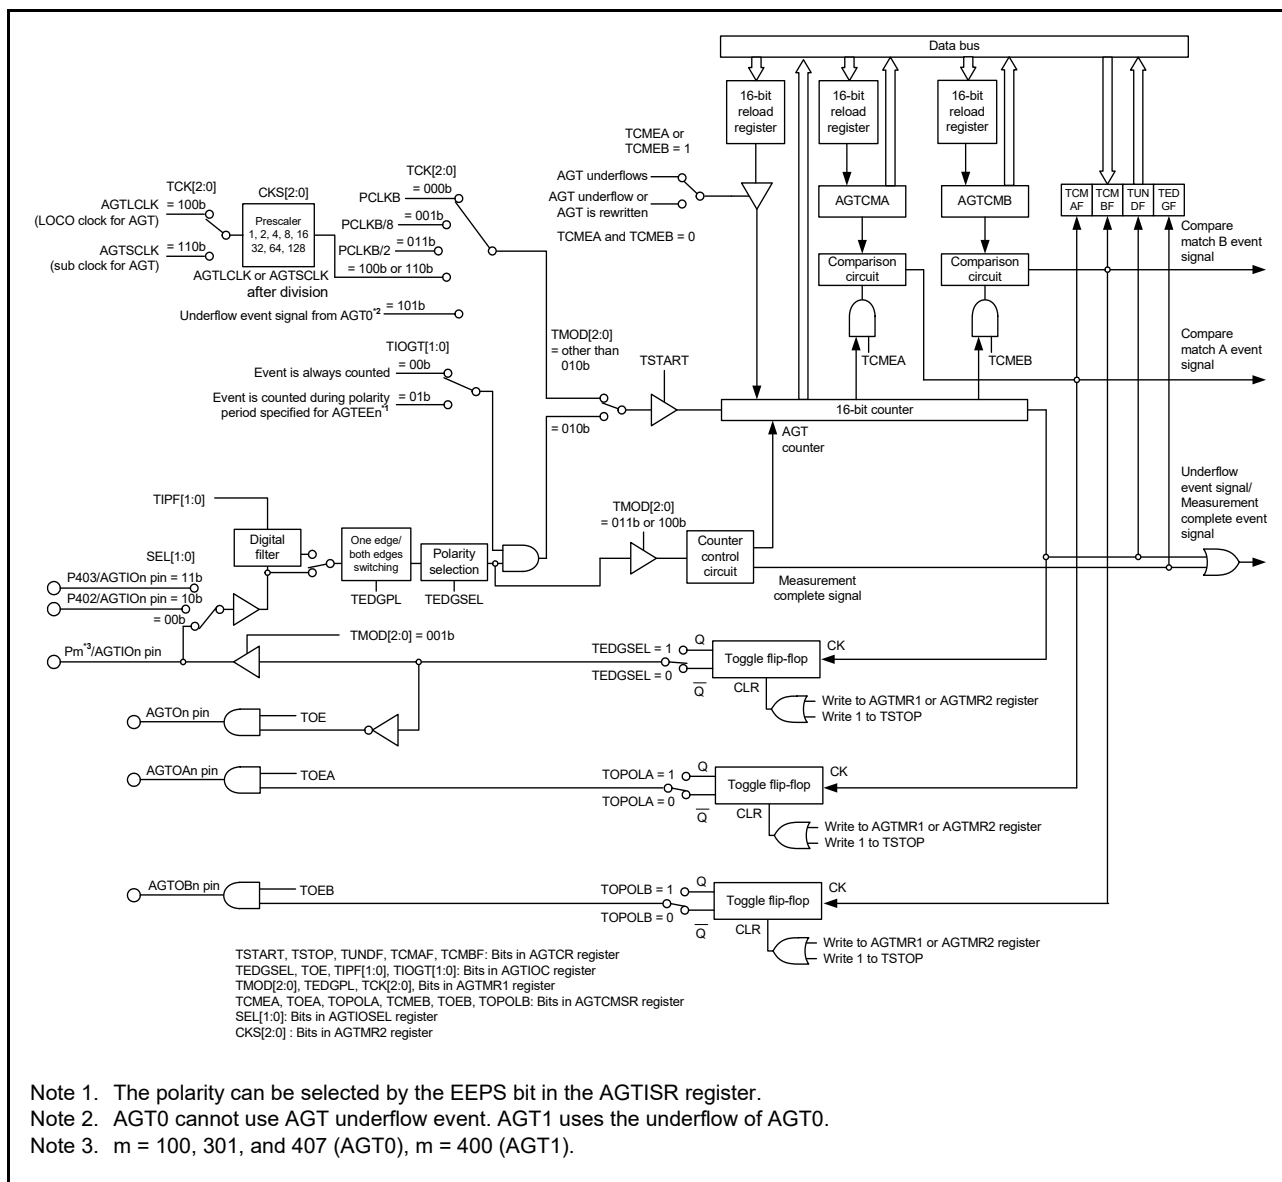 Data bus
16-bit
reload
register
16-bit
reload
register
16-bit
reload
register
TCMEA or
TCMEB = 1
AGT underflows
AGT underflow or
AGT is rewritten
TCMEA and TCMEB = 0
AGTCMA
AGTCMB
TCM
AF
TCM
BF
TUN
DF
TED
GF
Comparison
circuit
Comparison
circuit
TCMEA
TCMEB
Compare
match B event
signal
Compare
match A event
signal
TCK[2:0]
AGTLCLK
(LOCO clock for AGT)
= 100b
AGTSCLK
(sub clock for AGT)
= 110b
CKS[2:0]
Prescaler
1, 2, 4, 8, 16
32, 64, 128
AGTLCLK or AGTSCLK
after division
TCK[2:0]
PCLKB = 000b
PCLKB/8 = 001b
PCLKB/2 = 011b
= 100b or 110b
Underflow event signal from AGT0*2 = 101b
TIOGT[1:0]
Event is always counted = 00b
Event is counted during polarity
period specified for AGTEEn*1 = 01b
TMOD[2:0]
= other than
010b
= 010b
TSTART
16-bit counter
AGT
counter
TIPF[1:0]
Digital
filter
SEL[1:0]
P403/AGTIOn pin = 11b
P402/AGTIOn pin = 10b
= 00b
Pm*3/AGTIOn pin
One edge/
both edges
switching
TEDGPL
Polarity
selection
TEDGSEL
TMOD[2:0]
= 011b or 100b
Counter
control
circuit
Measurement
complete signal
Underflow
event signal/
Measurement
complete event
signal
TMOD[2:0] = 001b
TEDGSEL = 1
TEDGSEL = 0
Q
Q
Toggle flip-flop
CK
CLR
Write to AGTMR1 or AGTMR2 register
Write 1 to TSTOP
AGTOn pin
TOE
AGTOAn pin
TOEA
TOPOLA = 1
TOPOLA = 0
Q
Q
Toggle flip-flop
CK
CLR
Write to AGTMR1 or AGTMR2 register
Write 1 to TSTOP
AGTOBn pin
TOEB
TOPOLB = 1
TOPOLB = 0
Q
Q
Toggle flip-flop
CK
CLR
Write to AGTMR1 or AGTMR2 register
Write 1 to TSTOP
TSTART, TSTOP, TUNDF, TCMAF, TCMBF: Bits in AGTCR register
TEDGSEL, TOE, TIPF[1:0], TIOGT[1:0]: Bits in AGTIOC register
TMOD[2:0], TEDGPL, TCK[2:0], Bits in AGTMR1 register
TCMEA, TOEA, TOPOLA, TCMEB, TOEB, TOPOLB: Bits in AGTCMSR register
SEL[1:0]: Bits in AGTIOSEL register
CKS[2:0] : Bits in AGTMR2 register
Note 1. The polarity can be selected by the EEPS bit in the AGTISR register.
Note 2. AGT0 cannot use AGT underflow event. AGT1 uses the underflow of AGT0.
Note 3. m = 100, 301, and 407 (AGT0), m = 400 (AGT1).